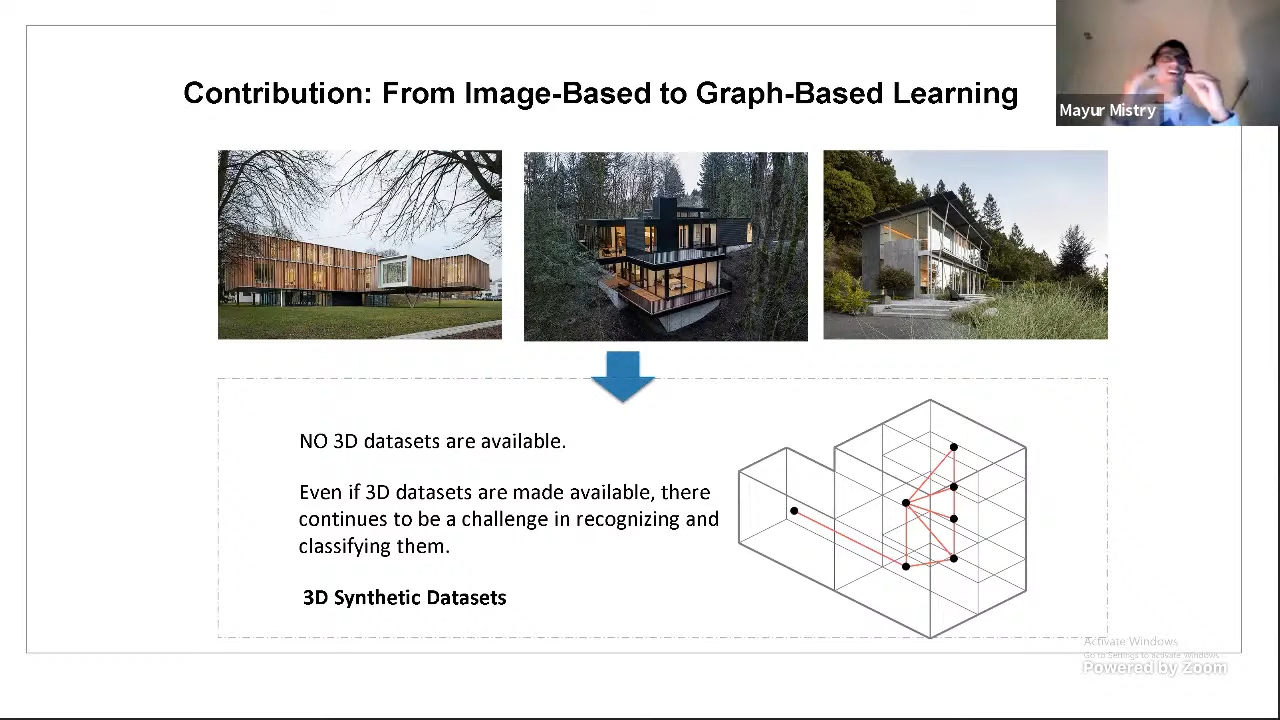 Contribution: From Image-Based to Graph-Based Learning
Mayur Mistry
NO 3D datasets are available.
Even if 3D datasets are made available, there
continues to be a challenge in recognizing and
classifying them.
3D Synthetic Datasets
Activate Windows
Go to Settings to activate Windows.
Powered by Zoom